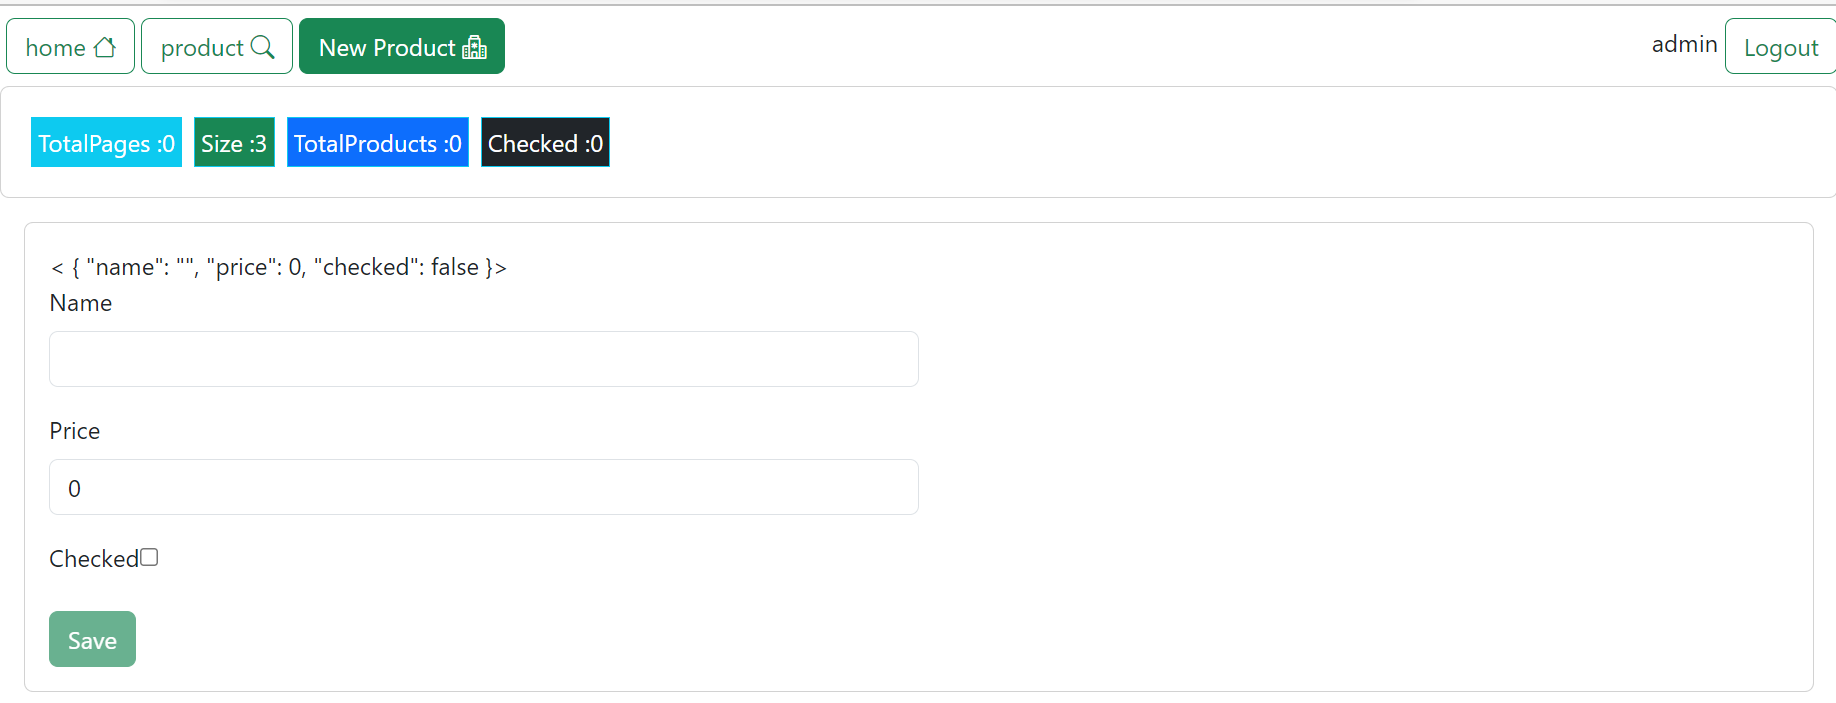 home product New Product admin Logout
TotalPages :0 Size :3 TotalProducts :0 Checked :0
< { "name": "", "price": 0, "checked": false }>
Name
Price
0
Checked
Save